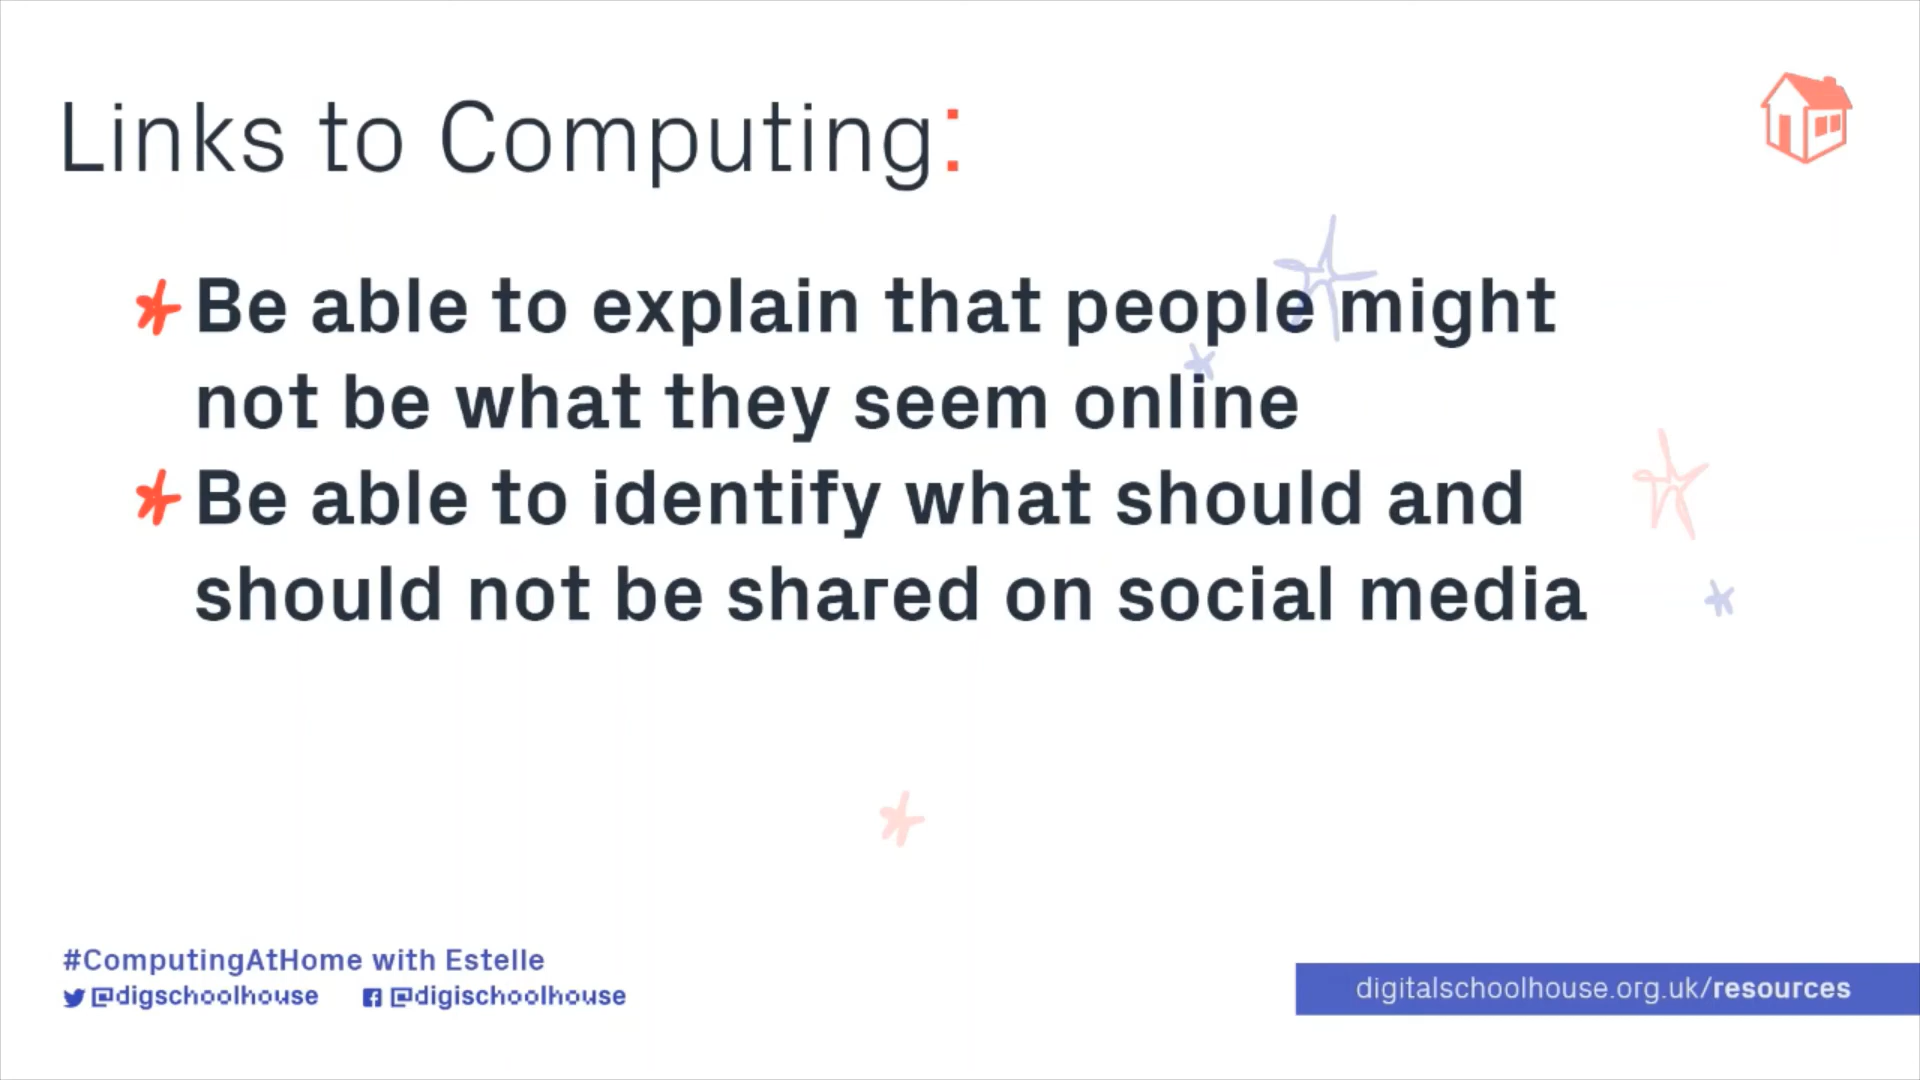 Links to Computing:
Be able to explain that people might
not be what they seem online
Be able to identify what should and
should not be shared on social media
#ComputingAtHome with Estelle
@digschoolhouse @digischoolhouse
digitalschoolhouse.org.uk/resources